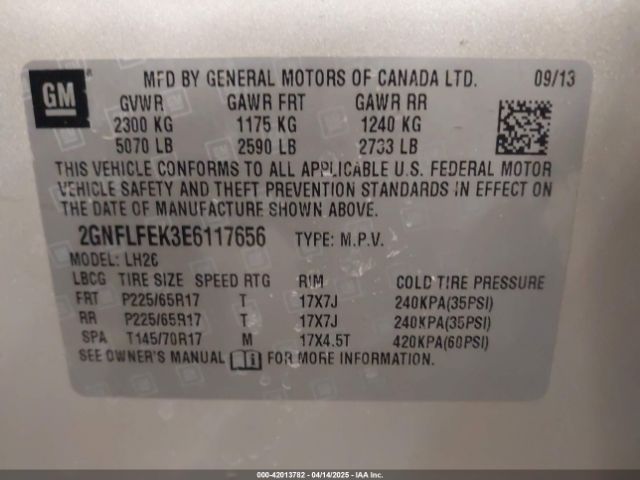 GM
MFD BY GENERAL MOTORS OF CANADA LTD. 09/13
GVWR GAWR FRT GAWR RR
2300 KG 1175 KG 1240 KG
5070 LB 2590 LB 2733 LB
THIS VEHICLE CONFORMS TO ALL APPLICABLE U.S. FEDERAL MOTOR
VEHICLE SAFETY AND THEFT PREVENTION STANDARDS IN EFFECT ON
THE DATE OF MANUFACTURE SHOWN ABOVE.
2GNFLFEK3E6117656 TYPE: M.P.V.
MODEL: LH26
LBCG TIRE SIZE SPEED RTG RIM COLD TIRE PRESSURE
FRT P225/65R17 T 17X7J 240KPA(35PSI)
RR P225/65R17 T 17X7J 240KPA(35PSI)
SPA T145/70R17 M 17X4.5T 420KPA(60PSI)
SEE OWNER'S MANUAL FOR MORE INFORMATION.
000-42013782 - 04/14/2025 - IAA Inc.